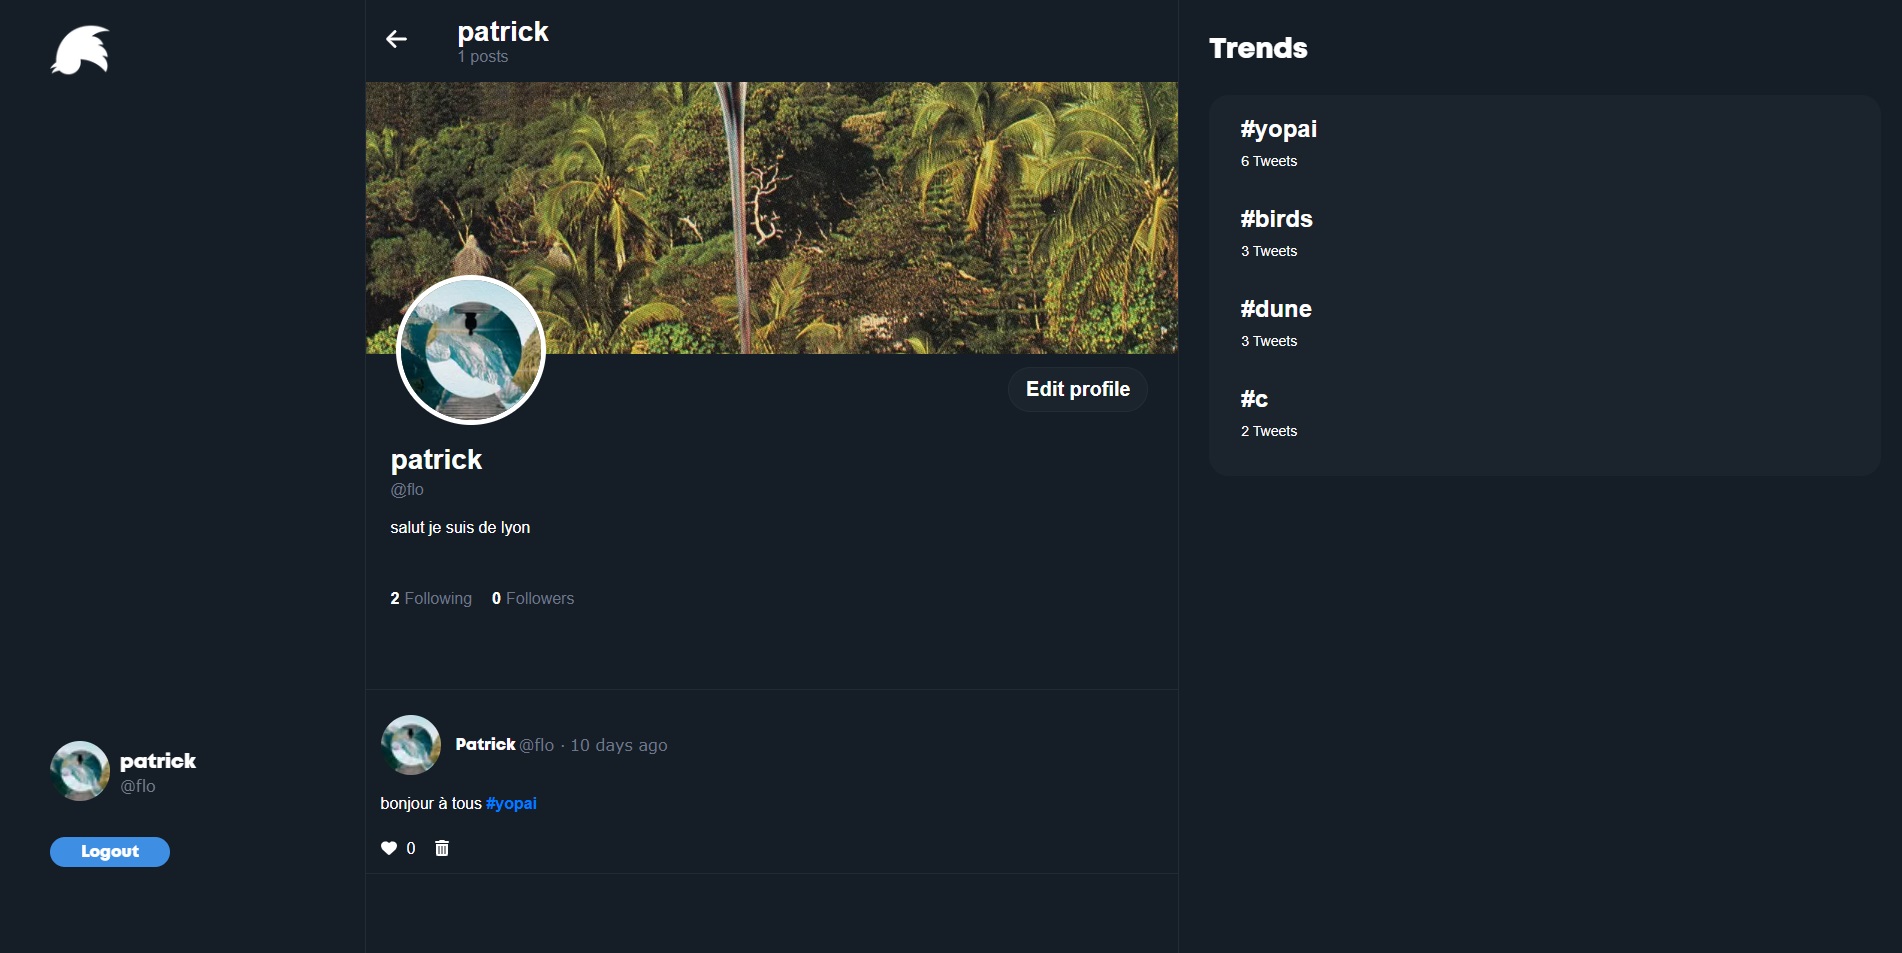 patrick
1 posts
Edit profile
patrick
@flo
salut je suis de lyon
2 Following 0 Followers
Patrick @flo · 10 days ago
bonjour à tous #yopai
0
patrick
@flo
Logout
Trends
#yopai
6 Tweets
#birds
3 Tweets
#dune
3 Tweets
#c
2 Tweets